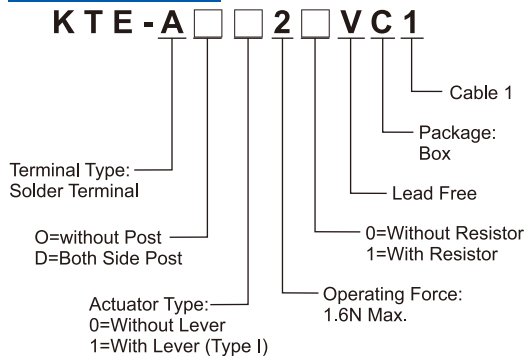 KTE-A□□2□VC1
Cable 1
Package:
Box
Terminal Type:
Solder Terminal
Lead Free
O=without Post
D=Both Side Post
0=Without Resistor
1=With Resistor
Actuator Type:
0=Without Lever
1=With Lever (Type I)
Operating Force:
1.6N Max.